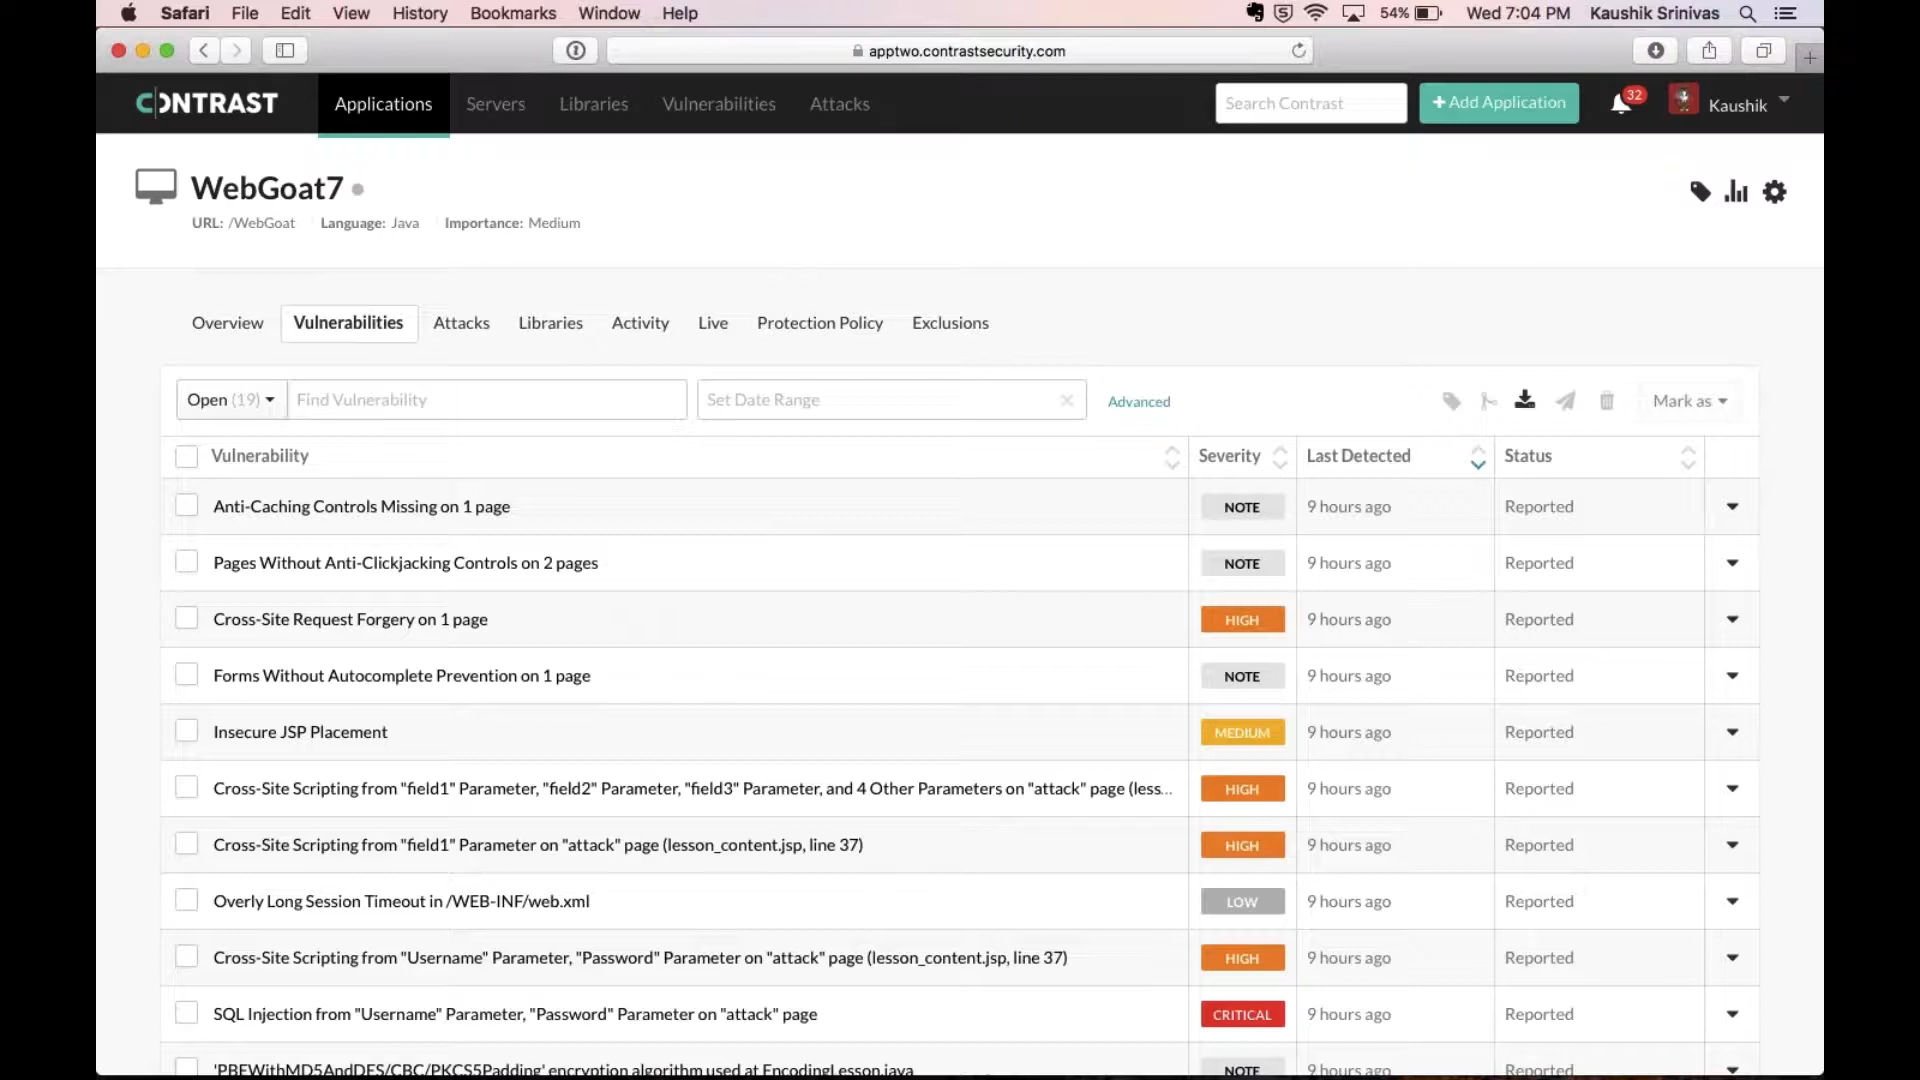 Safari File Edit View History Bookmarks Window Help 54% Wed 7:04 PM Kaushik Srinivas
apptwo.contrastsecurity.com
CONTRAST Applications Servers Libraries Vulnerabilities Attacks Search Contrast +Add Application 32 Kaushik
WebGoat7
URL: /WebGoat Language: Java Importance: Medium
Overview Vulnerabilities Attacks Libraries Activity Live Protection Policy Exclusions
Open (19) Find Vulnerability Set Date Range Advanced Mark as
Vulnerability Severity Last Detected Status
Anti-Caching Controls Missing on 1 page NOTE 9 hours ago Reported
Pages Without Anti-Clickjacking Controls on 2 pages NOTE 9 hours ago Reported
Cross-Site Request Forgery on 1 page HIGH 9 hours ago Reported
Forms Without Autocomplete Prevention on 1 page NOTE 9 hours ago Reported
Insecure JSP Placement MEDIUM 9 hours ago Reported
Cross-Site Scripting from "field1" Parameter, "field2" Parameter, "field3" Parameter, and 4 Other Parameters on "attack" page (less... HIGH 9 hours ago Reported
Cross-Site Scripting from "field1" Parameter on "attack" page (lesson_content.jsp, line 37) HIGH 9 hours ago Reported
Overly Long Session Timeout in /WEB-INF/web.xml LOW 9 hours ago Reported
Cross-Site Scripting from "Username" Parameter, "Password" Parameter on "attack" page (lesson_content.jsp, line 37) HIGH 9 hours ago Reported
SQL Injection from "Username" Parameter, "Password" Parameter on "attack" page CRITICAL 9 hours ago Reported
'PBEWithMD5AndDES/CBC/PKCS5Padding' encryption algorithm used at EncodingLesson.java NOTE 9 hours ago Reported